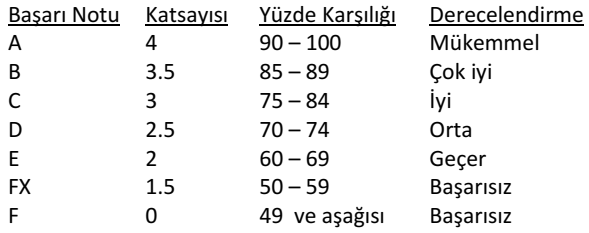 Başarı Notu Katsayısı Yüzde Karşılığı Derecelendirme
A 4 90 – 100 Mükemmel
B 3.5 85 – 89 Çok iyi
C 3 75 – 84 İyi
D 2.5 70 – 74 Orta
E 2 60 – 69 Geçer
FX 1.5 50 – 59 Başarısız
F 0 49 ve aşağısı Başarısız